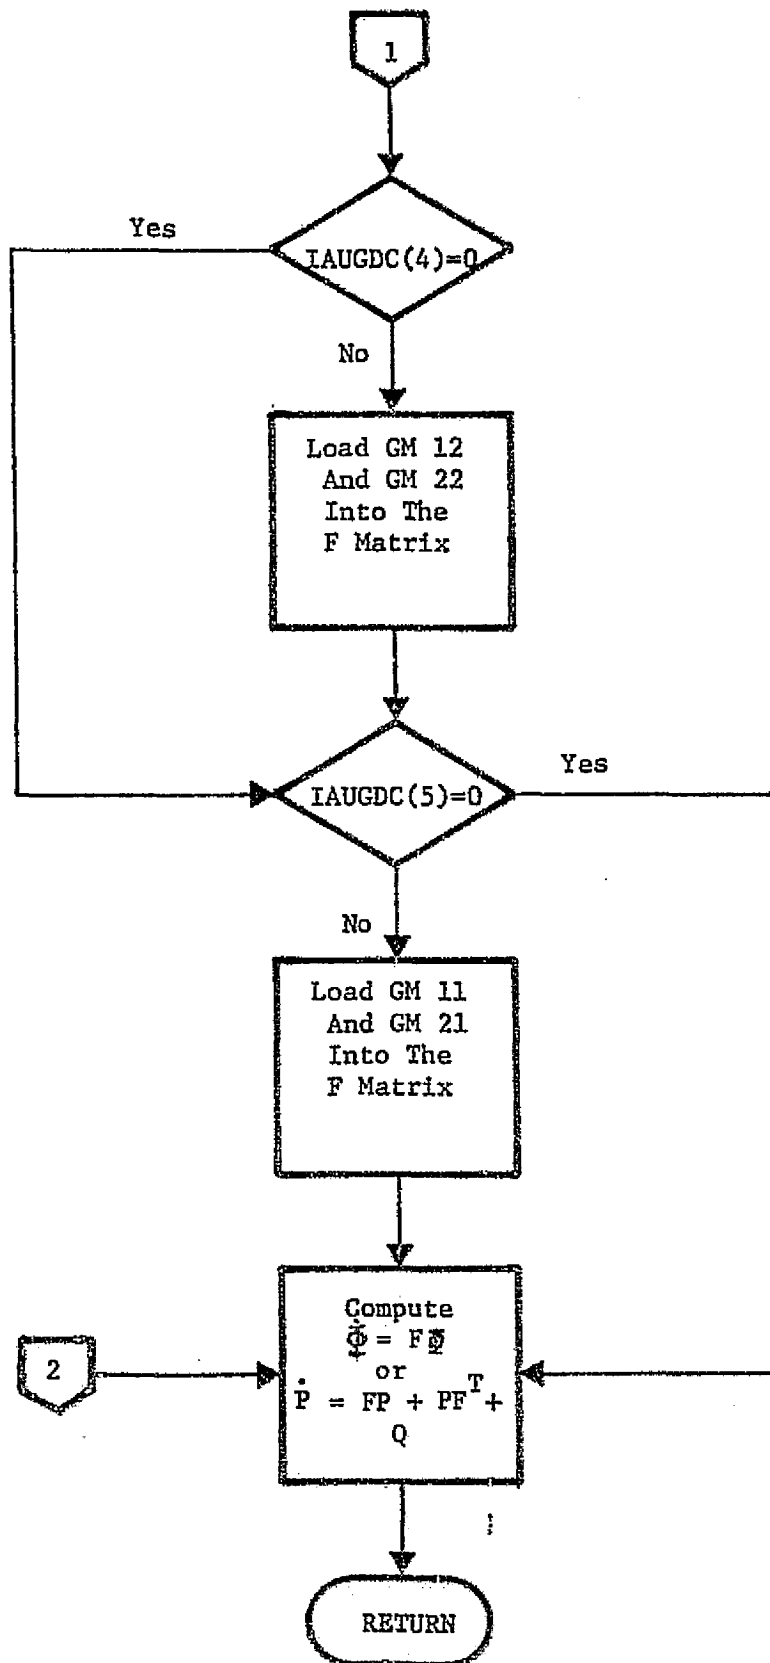 1
Yes
IAUGDC(4)=0
No
Load GM 12
And GM 22
Into The
F Matrix
Yes
IAUGDC(5)=0
No
Load GM 11
And GM 21
Into The
F Matrix
Compute
Φ̇ = FΦ
2
or
Ṗ = FP + PFᵀ +
Q
RETURN